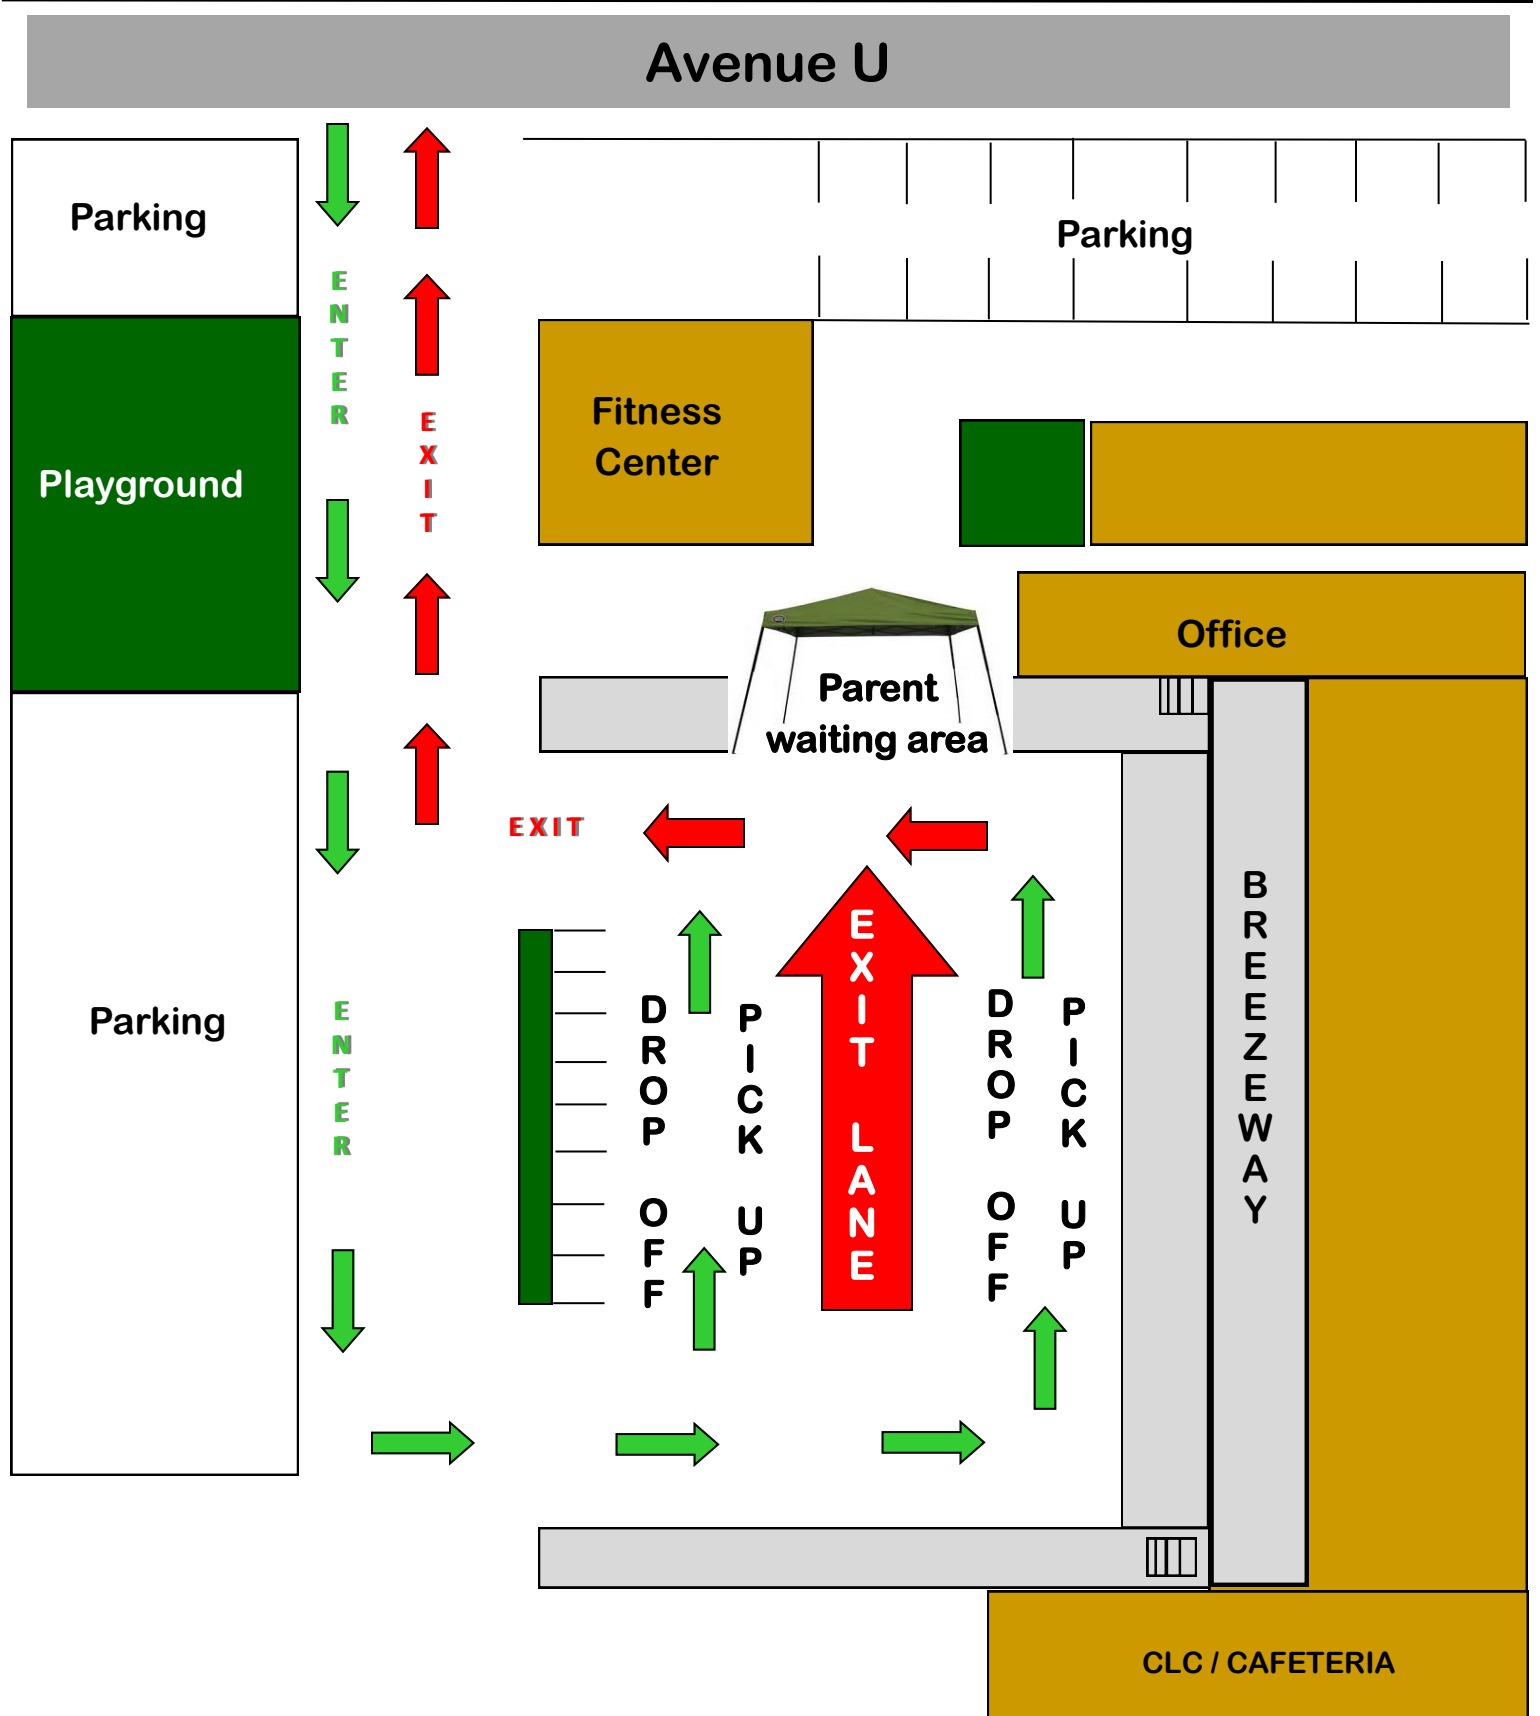 Avenue U
Parking
Parking
ENTER
EXIT
Fitness
Center
Playground
Office
Parent
waiting area
EXIT
BREEZEWAY
EXIT LANE
DROP OFF
PICK UP
DROP OFF
PICK UP
Parking
ENTER
CLC / CAFETERIA